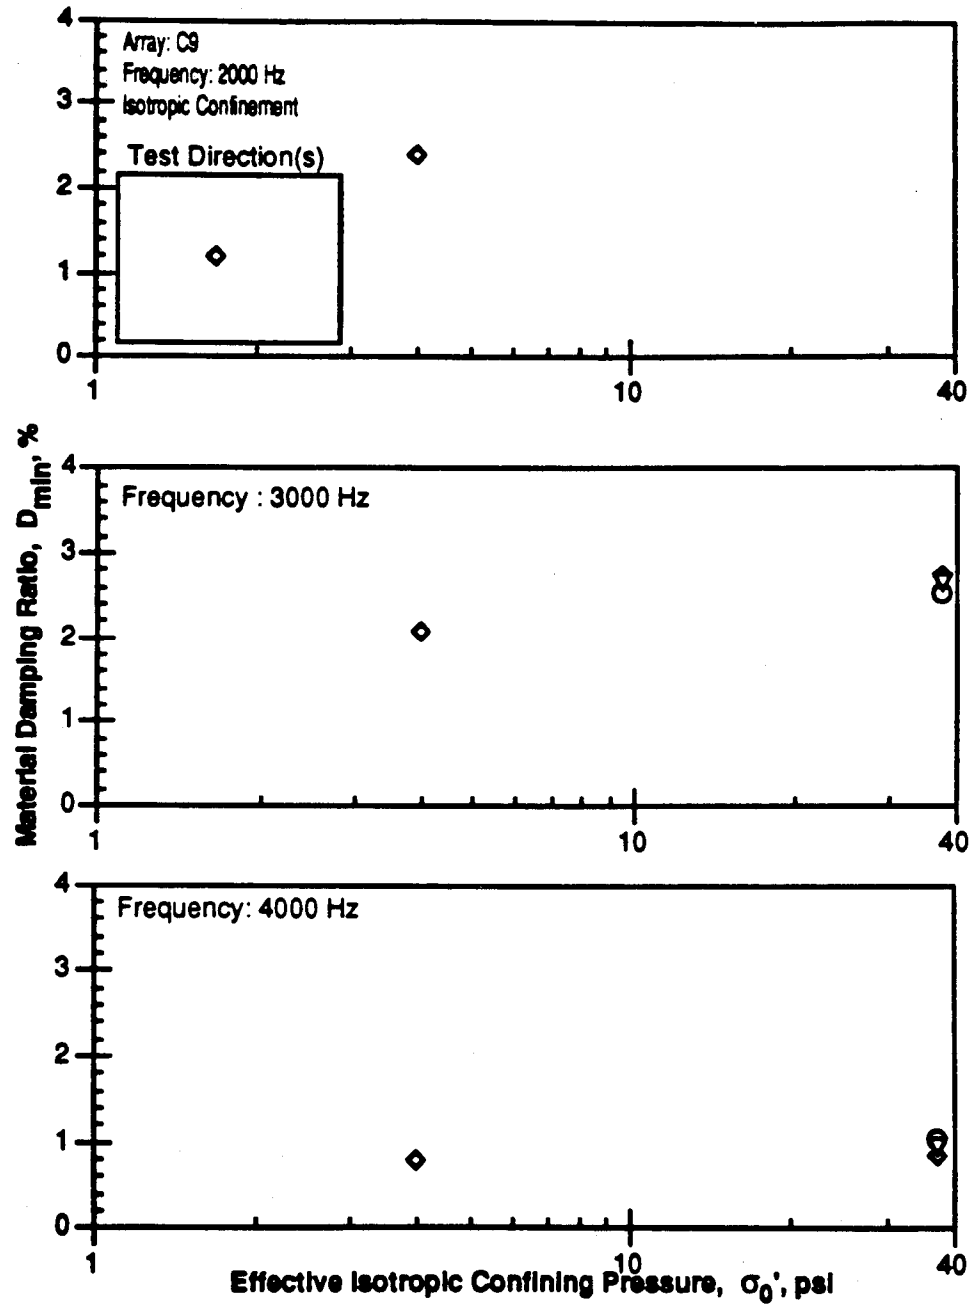 4
Array: C9
Frequency: 2000 Hz
3
Isotropic Confinement
Test Direction(s)
2
1
0
1 10 40
Material Damping Ratio, Dmin, %
4
Frequency : 3000 Hz
3
2
1
0
1 10 40
4
Frequency: 4000 Hz
3
2
1
0
1 10 40
Effective Isotropic Confining Pressure, σ0', psi